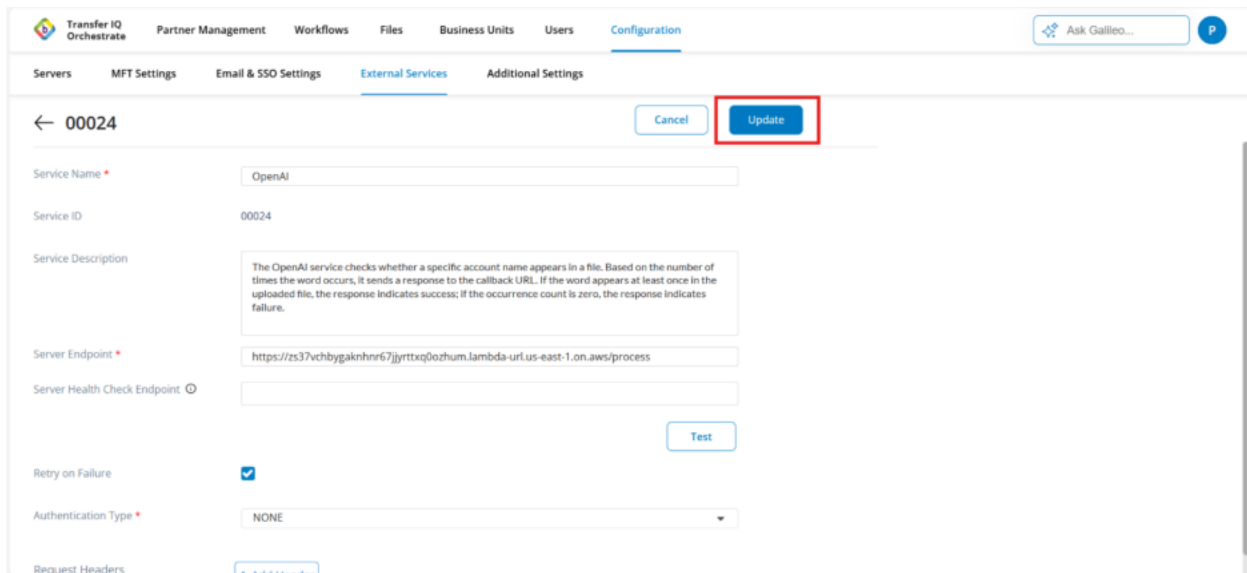 Transfer IQ
Orchestrate
Partner Management Workflows Files Business Units Users Configuration
Ask Galileo...
P
Servers MFT Settings Email & SSO Settings External Services Additional Settings
← 00024
Cancel Update
Service Name * OpenAI
Service ID 00024
Service Description
The OpenAI service checks whether a specific account name appears in a file. Based on the number of
times the word occurs, it sends a response to the callback URL. If the word appears at least once in the
uploaded file, the response indicates success; if the occurrence count is zero, the response indicates
failure.
Server Endpoint * https://zs37vchbygaknhnr67jjyrttxq0ozhum.lambda-url.us-east-1.on.aws/process
Server Health Check Endpoint
Test
Retry on Failure
Authentication Type * NONE
Request Headers